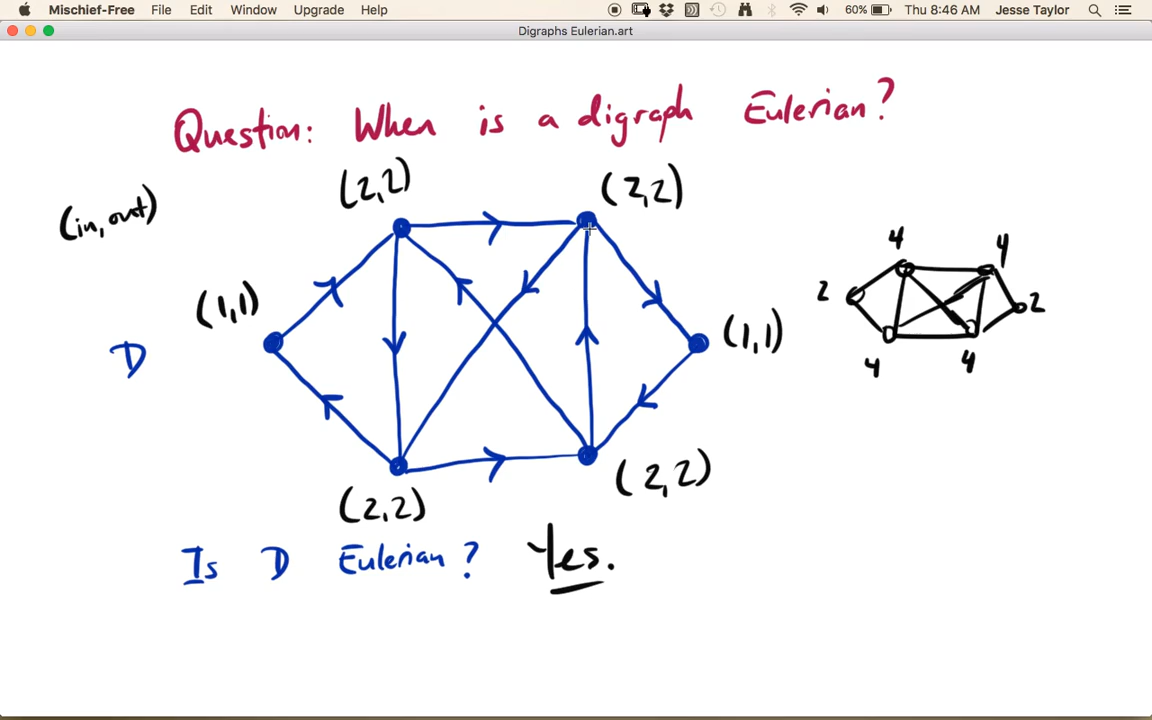 Mischief-Free File Edit Window Upgrade Help 60% Thu 8:46 AM Jesse Taylor
Digraphs Eulerian.art
Question: When is a digraph Eulerian?
(in, out)
(2,2)
(2,2)
(1,1)
(1,1)
D
(2,2)
(2,2)
4
4
2
2
4
4
Is D Eulerian? Yes.